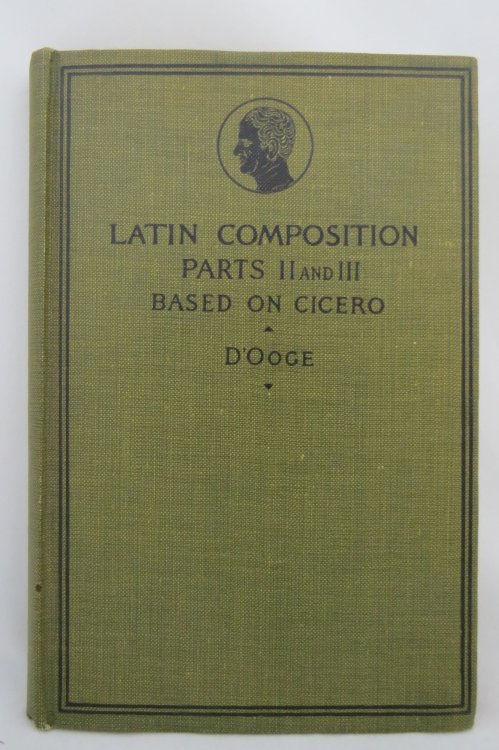 LATIN COMPOSITION
PARTS II AND III
BASED ON CICERO
D'OOGE